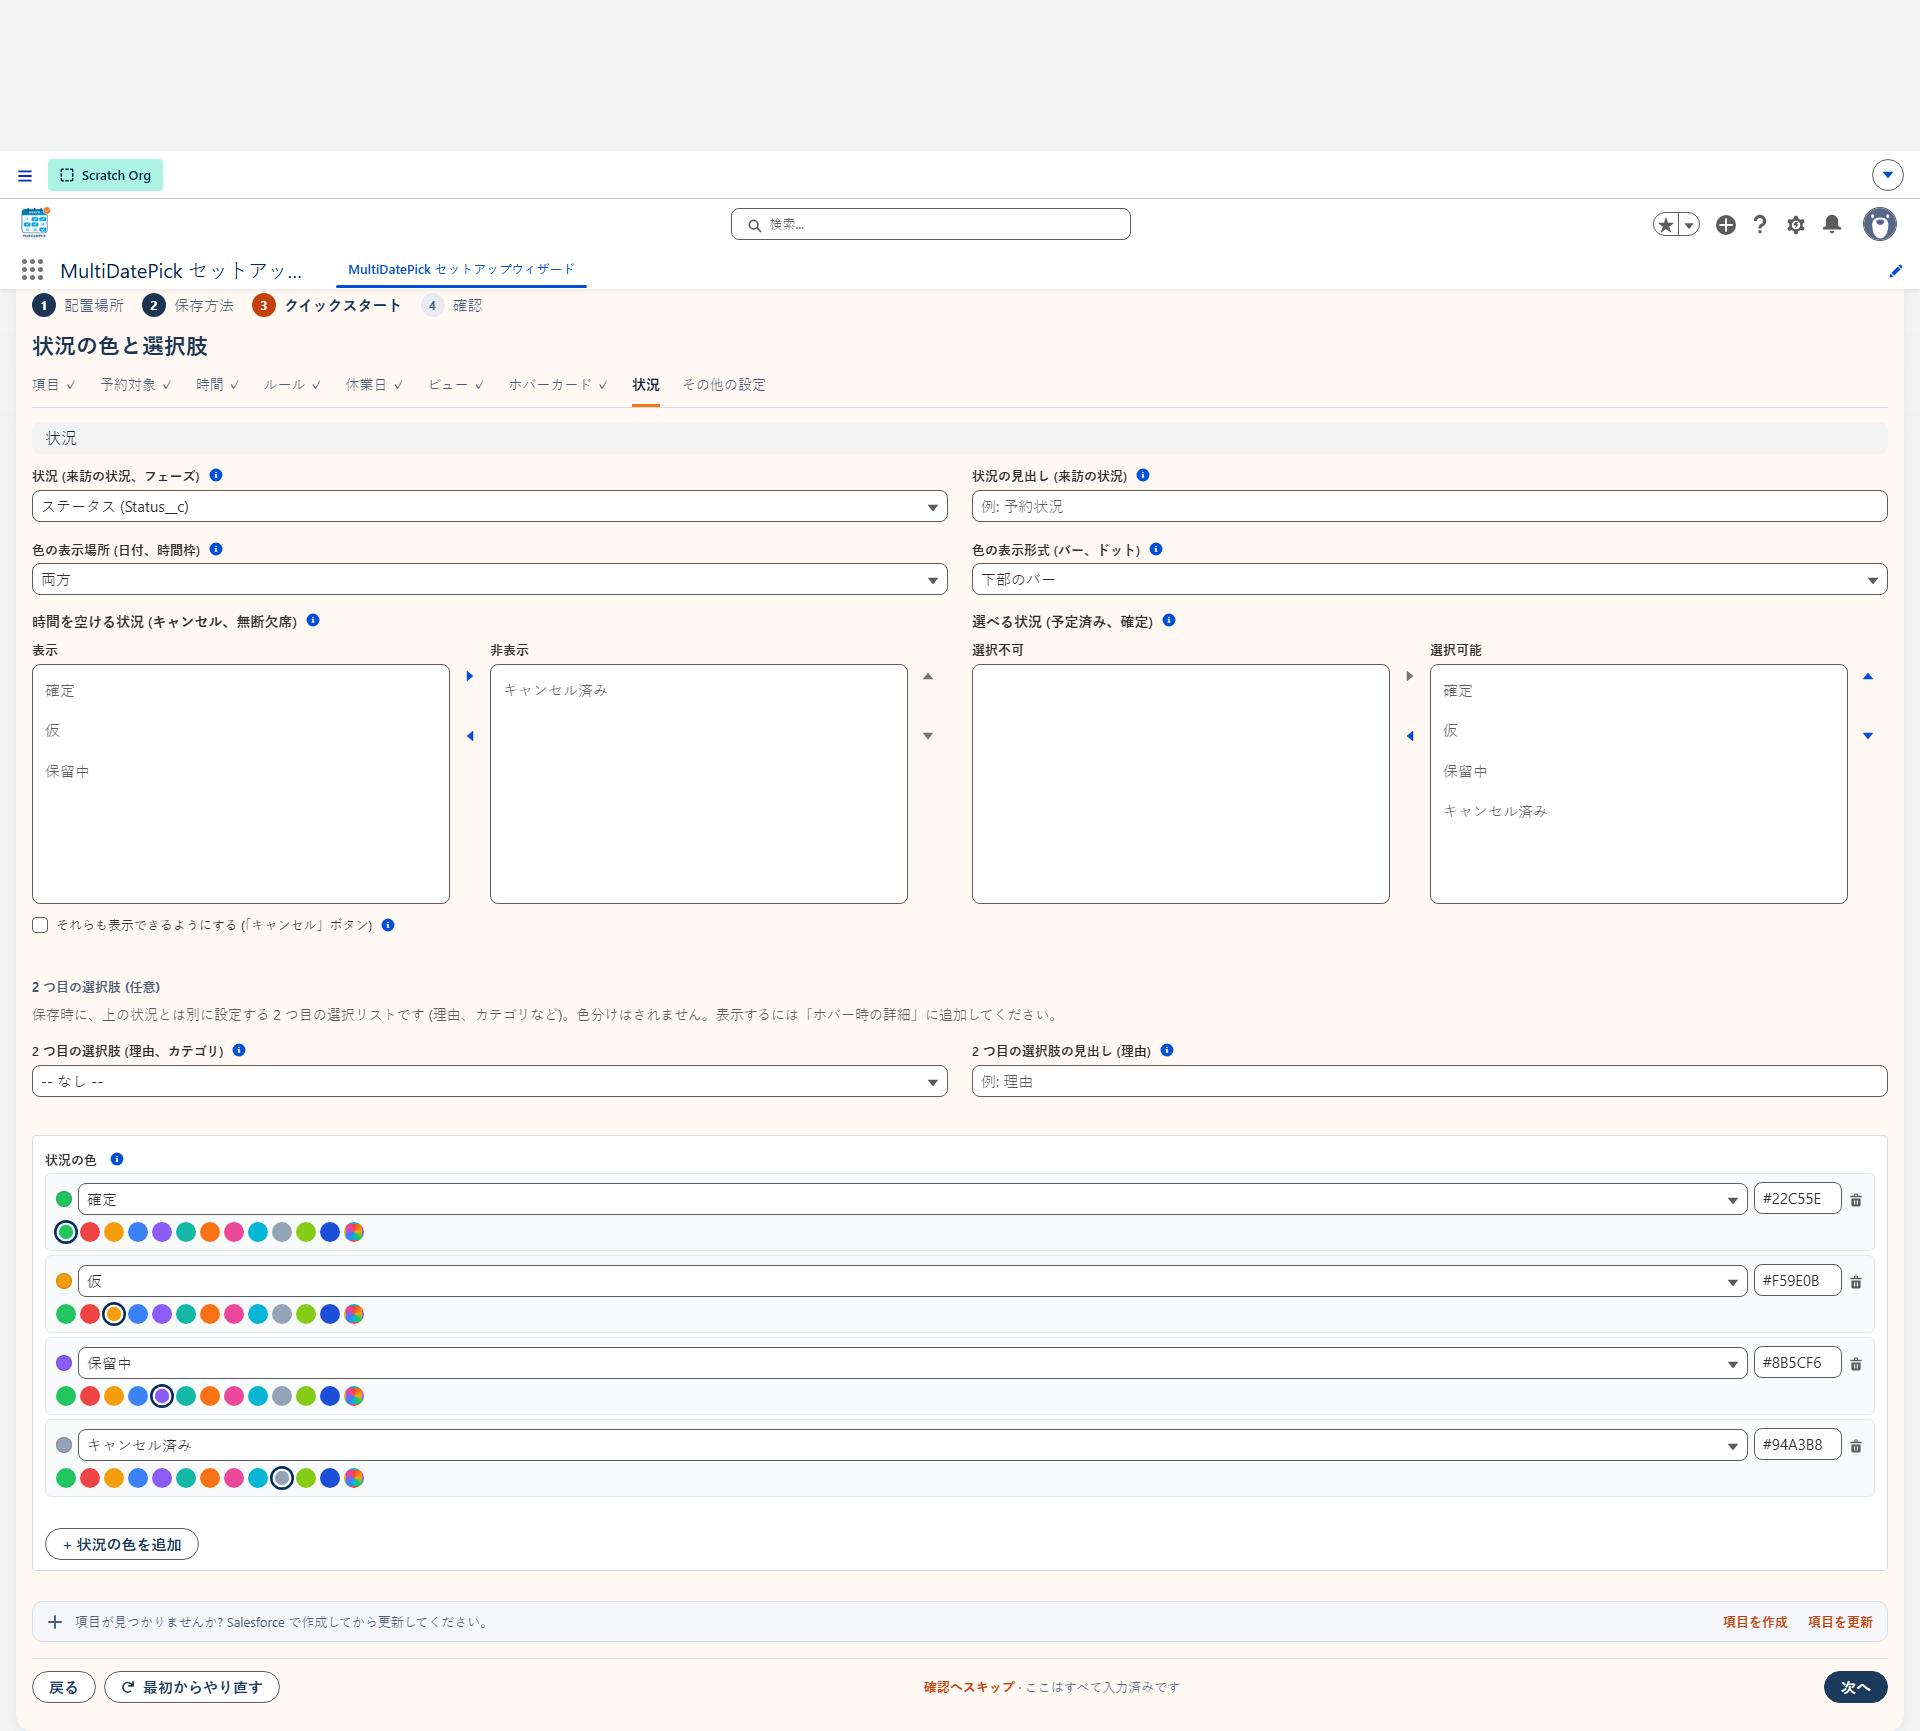 Scratch Org
検索...
MultiDatePick セットアッ...
MultiDatePick セットアップウィザード
1 配置場所 2 保存方法 3 クイックスタート 4 確認
状況の色と選択肢
項目 ✓ 予約対象 ✓ 時間 ✓ ルール ✓ 休業日 ✓ ビュー ✓ ホバーカード ✓ 状況 その他の設定
状況
状況 (来訪の状況、フェーズ)
状況の見出し (来訪の状況)
ステータス (Status__c)
例: 予約状況
色の表示場所 (日付、時間枠)
色の表示形式 (バー、ドット)
両方
下部のバー
時間を空ける状況 (キャンセル、無断欠席)
選べる状況 (予定済み、確定)
表示
非表示
選択不可
選択可能
確定
仮
保留中
キャンセル済み
確定
仮
保留中
キャンセル済み
それらも表示できるようにする (「キャンセル」ボタン)
2 つ目の選択肢 (任意)
保存時に、上の状況とは別に設定する 2 つ目の選択リストです (理由、カテゴリなど)。色分けはされません。表示するには「ホバー時の詳細」に追加してください。
2 つ目の選択肢 (理由、カテゴリ)
2 つ目の選択肢の見出し (理由)
-- なし --
例: 理由
状況の色
確定 #22C55E
仮 #F59E0B
保留中 #8B5CF6
キャンセル済み #94A3B8
+ 状況の色を追加
項目が見つかりませんか? Salesforce で作成してから更新してください。
項目を作成 項目を更新
戻る
最初からやり直す
確認へスキップ · ここはすべて入力済みです
次へ